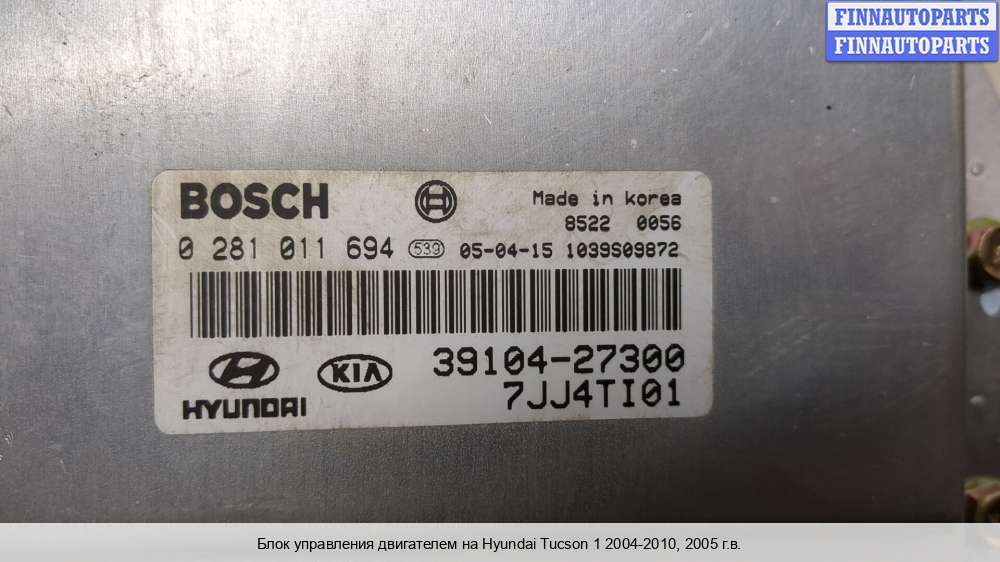 FINNAUTOPARTS
FINNAUTOPARTS
BOSCH
Made in korea
8522 0056
0 281 011 694 539 05-04-15 1039S09872
HYUNDAI KIA 39104-27300
7JJ4TI01
Блок управления двигателем на Hyundai Tucson 1 2004-2010, 2005 г.в.